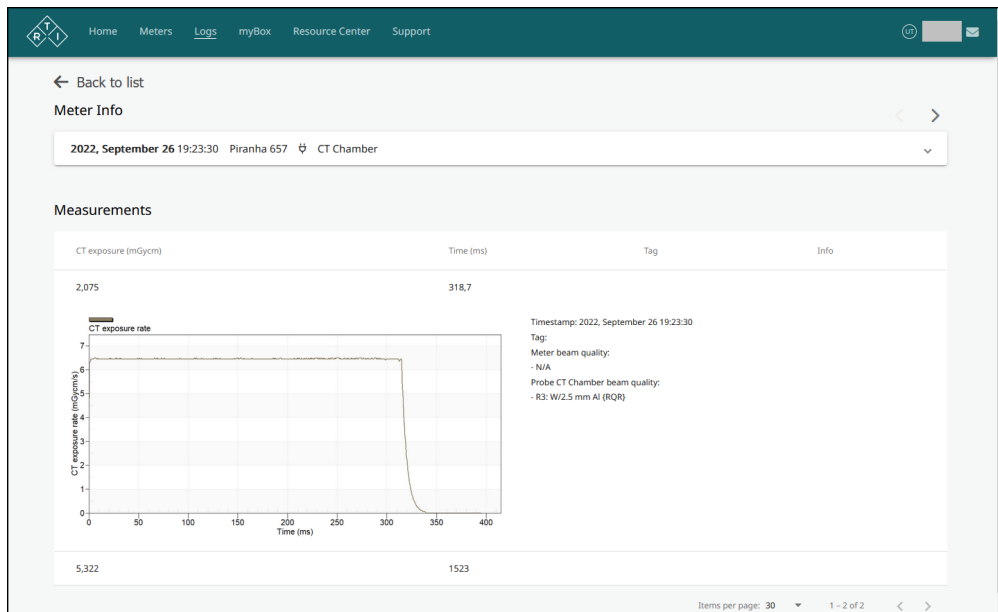 RTI Home Meters Logs myBox Resource Center Support UT
Back to list
Meter Info
2022, September 26 19:23:30 Piranha 657 CT Chamber
Measurements
CT exposure (mGycm) Time (ms) Tag Info
2,075 318,7
CT exposure rate
7
6
5
4
3
2
1
0
CT exposure rate (mGycm/s)
0 50 100 150 200 250 300 350 400
Time (ms)
Timestamp: 2022, September 26 19:23:30
Tag:
Meter beam quality:
- N/A
Probe CT Chamber beam quality:
- R3: W/2.5 mm Al {RQR}
5,322 1523
Items per page: 30 1 – 2 of 2